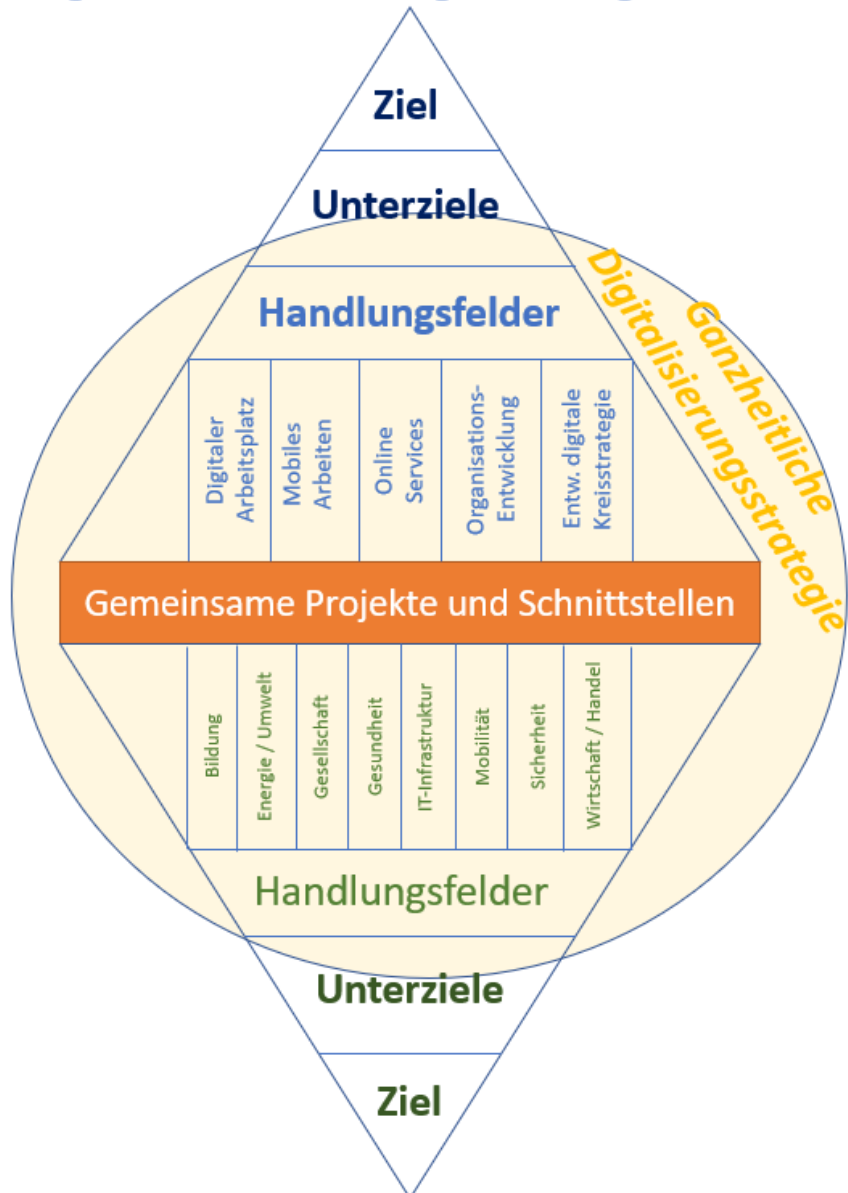 Ziel
Unterziele
Handlungsfelder
Digitaler
Arbeitsplatz
Mobiles
Arbeiten
Online
Services
Organisations-
Entwicklung
Entw. digitale
Kreisstrategie
Ganzheitliche
Digitalisierungsstrategie
Gemeinsame Projekte und Schnittstellen
Bildung
Energie / Umwelt
Gesellschaft
Gesundheit
IT-Infrastruktur
Mobilität
Sicherheit
Wirtschaft / Handel
Handlungsfelder
Unterziele
Ziel